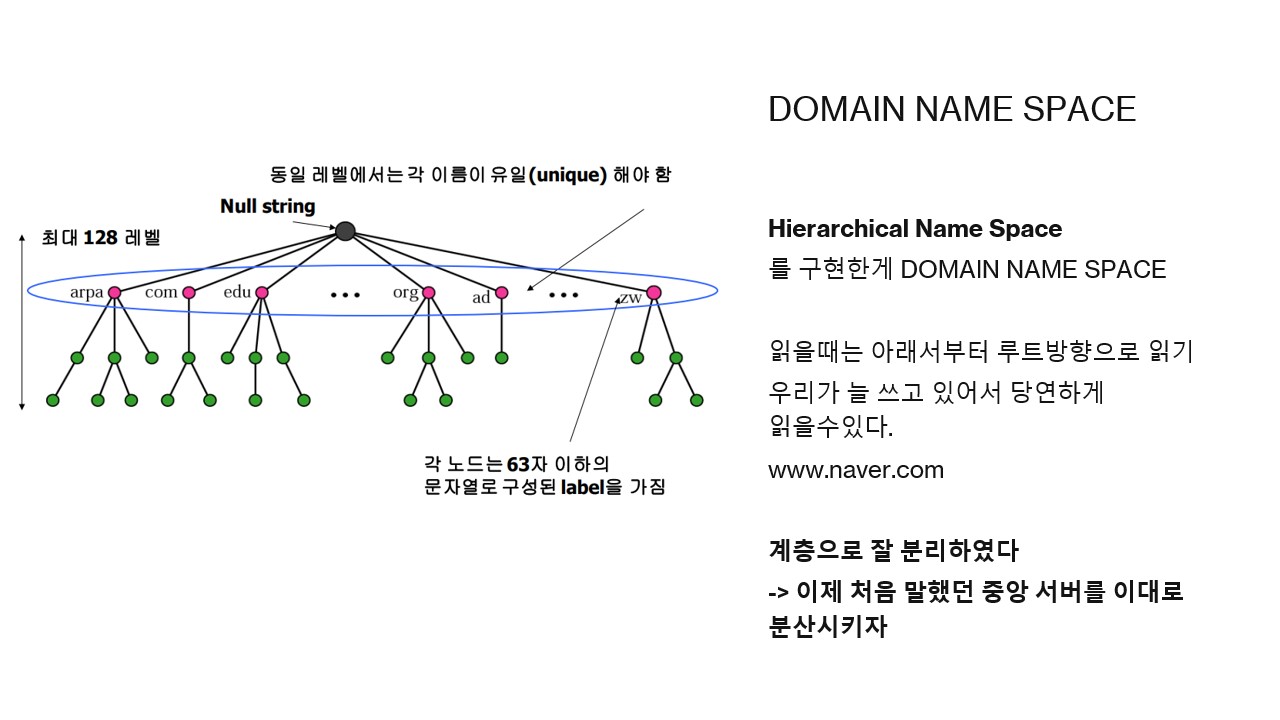 DOMAIN NAME SPACE
동일 레벨에서는 각 이름이 유일(unique) 해야 함
Null string
최대 128 레벨
arpa com edu ... org ad ... zw
각 노드는 63자 이하의
문자열로 구성된 label을 가짐
Hierarchical Name Space
를 구현한게 DOMAIN NAME SPACE
읽을때는 아래서부터 루트방향으로 읽기
우리가 늘 쓰고 있어서 당연하게
읽을수있다.
www.naver.com
계층으로 잘 분리하였다
-> 이제 처음 말했던 중앙 서버를 이대로
분산시키자